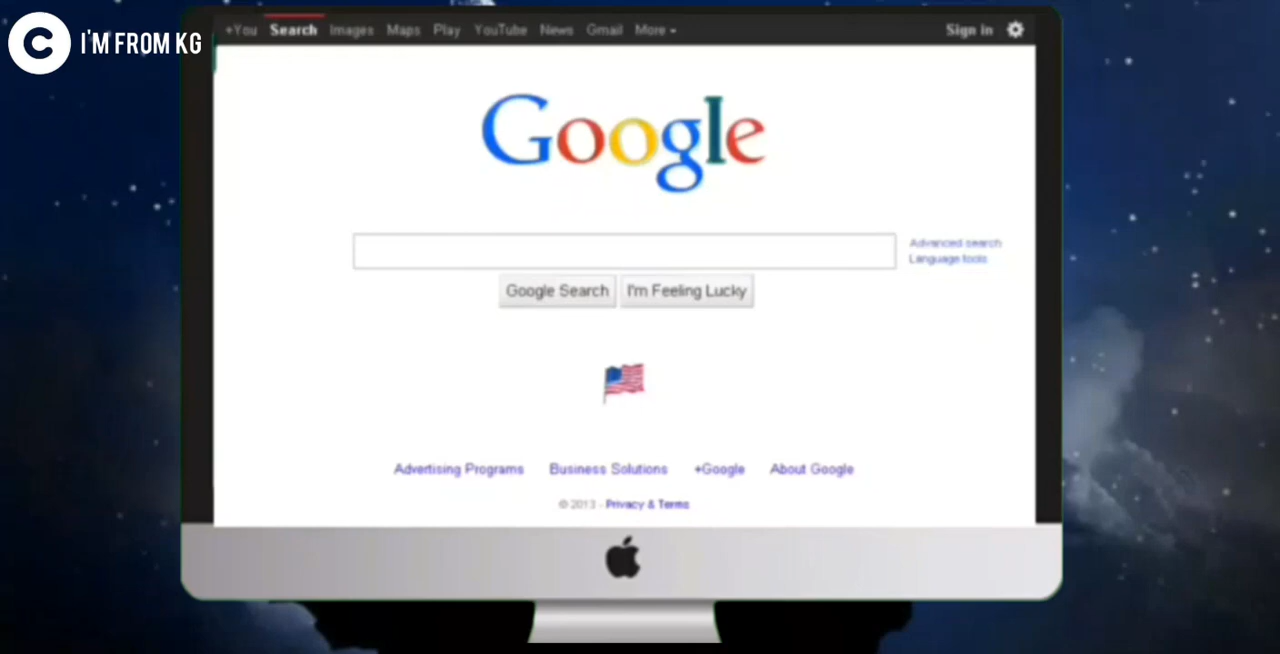 C I'M FROM KG
+You Search Images Maps Play YouTube News Gmail More Sign in
Google
Advanced search
Language tools
Google Search I'm Feeling Lucky
Advertising Programs Business Solutions +Google About Google
© 2013 - Privacy & Terms